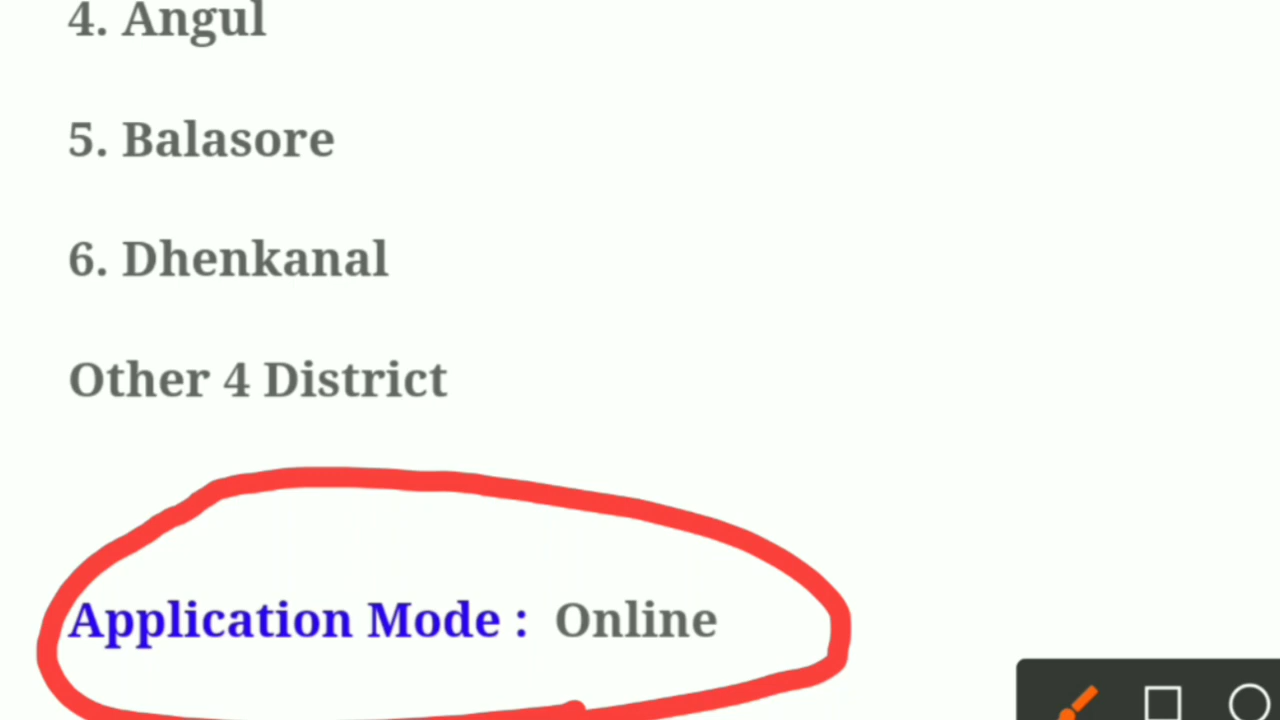 4. Angul
5. Balasore
6. Dhenkanal
Other 4 District
Application Mode : Online